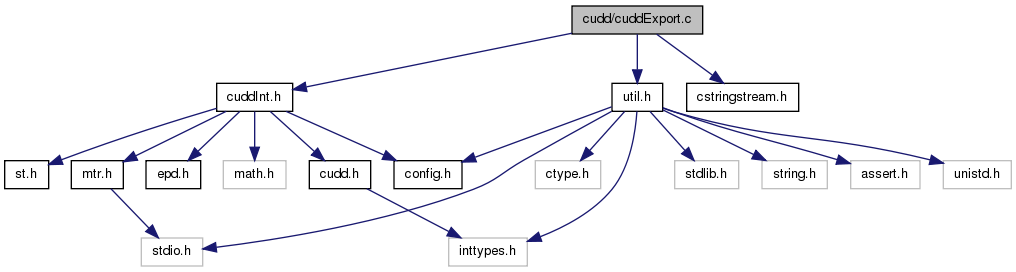 cudd/cuddExport.c
cuddInt.h
util.h
cstringstream.h
st.h
mtr.h
epd.h
math.h
cudd.h
config.h
ctype.h
stdlib.h
string.h
assert.h
unistd.h
stdio.h
inttypes.h